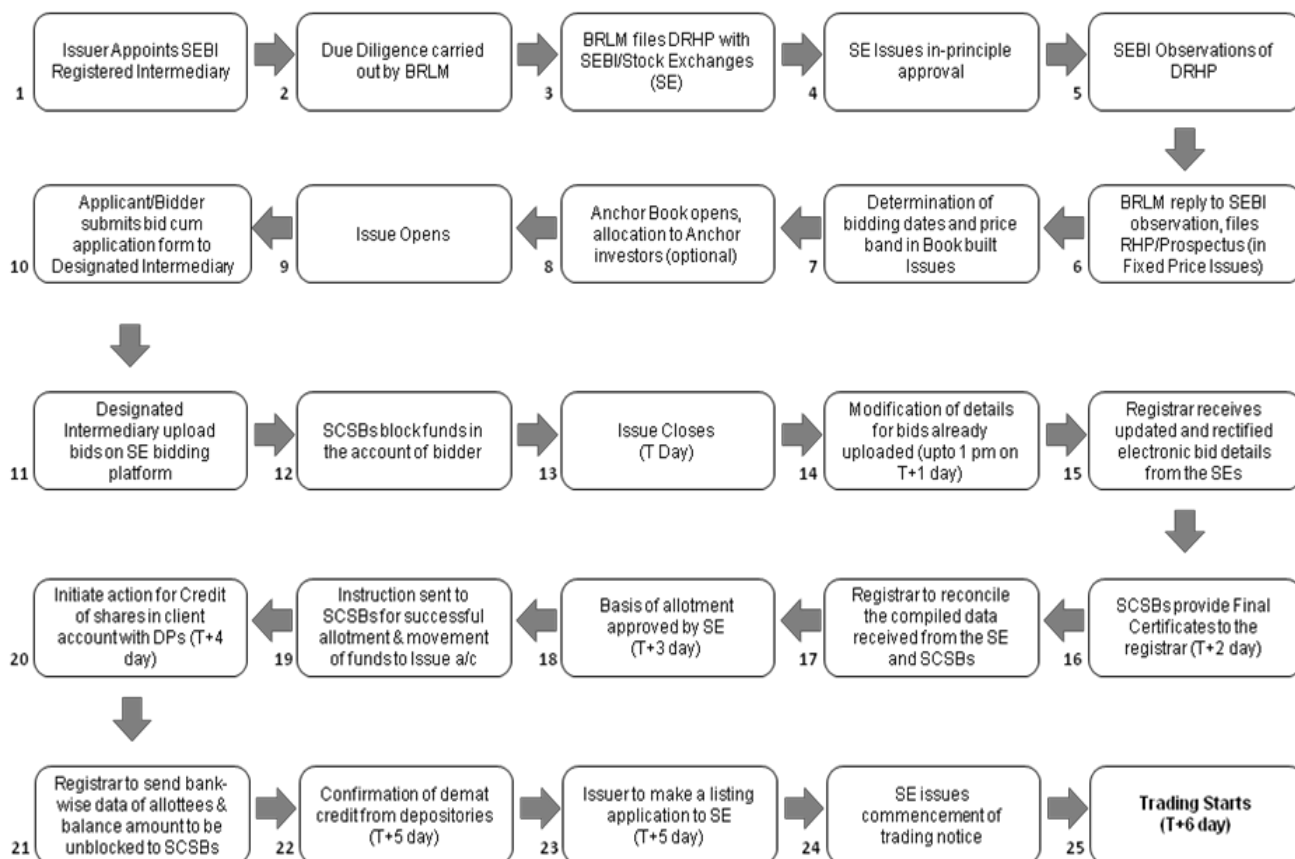 1
Issuer Appoints SEBI
Registered Intermediary
2
Due Diligence carried
out by BRLM
3
BRLM files DRHP with
SEBI/Stock Exchanges
(SE)
4
SE Issues in-principle
approval
5
SEBI Observations of
DRHP
6
BRLM reply to SEBI
observation, files
RHP/Prospectus (in
Fixed Price Issues)
7
Determination of
bidding dates and price
band in Book built
Issues
8
Anchor Book opens,
allocation to Anchor
investors (optional)
9
Issue Opens
10
Applicant/Bidder
submits bid cum
application form to
Designated Intermediary
11
Designated
Intermediary upload
bids on SE bidding
platform
12
SCSBs block funds in
the account of bidder
13
Issue Closes
(T Day)
14
Modification of details
for bids already
uploaded (upto 1 pm on
T+1 day)
15
Registrar receives
updated and rectified
electronic bid details
from the SEs
16
SCSBs provide Final
Certificates to the
registrar (T+2 day)
17
Registrar to reconcile
the compiled data
received from the SE
and SCSBs
18
Basis of allotment
approved by SE
(T+3 day)
19
Instruction sent to
SCSBs for successful
allotment & movement
of funds to Issue a/c
20
Initiate action for Credit
of shares in client
account with DPs (T+4
day)
21
Registrar to send bank-
wise data of allottees &
balance amount to be
unblocked to SCSBs
22
Confirmation of demat
credit from depositories
(T+5 day)
23
Issuer to make a listing
application to SE
(T+5 day)
24
SE issues
commencement of
trading notice
25
Trading Starts
(T+6 day)